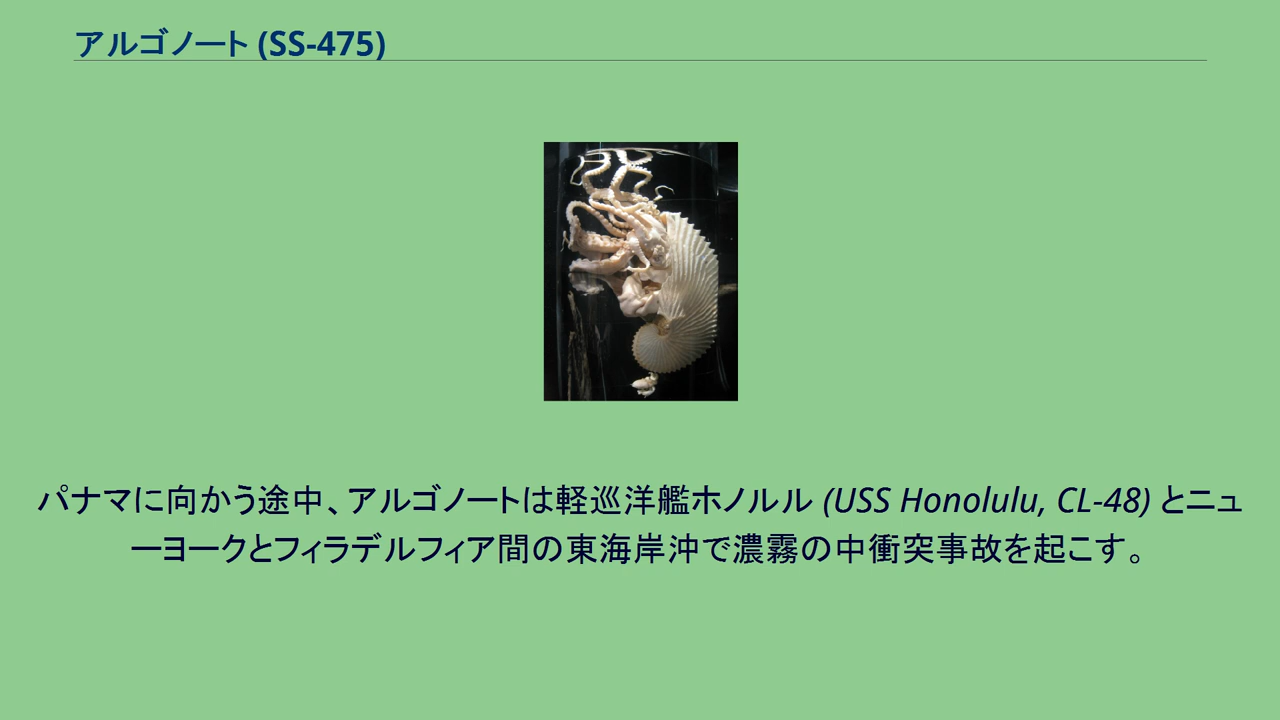 アルゴノート (SS-475)
パナマに向かう途中、アルゴノートは軽巡洋艦ホノルル (USS Honolulu, CL-48) とニュ
ーヨークとフィラデルフィア間の東海岸沖で濃霧の中衝突事故を起こす。